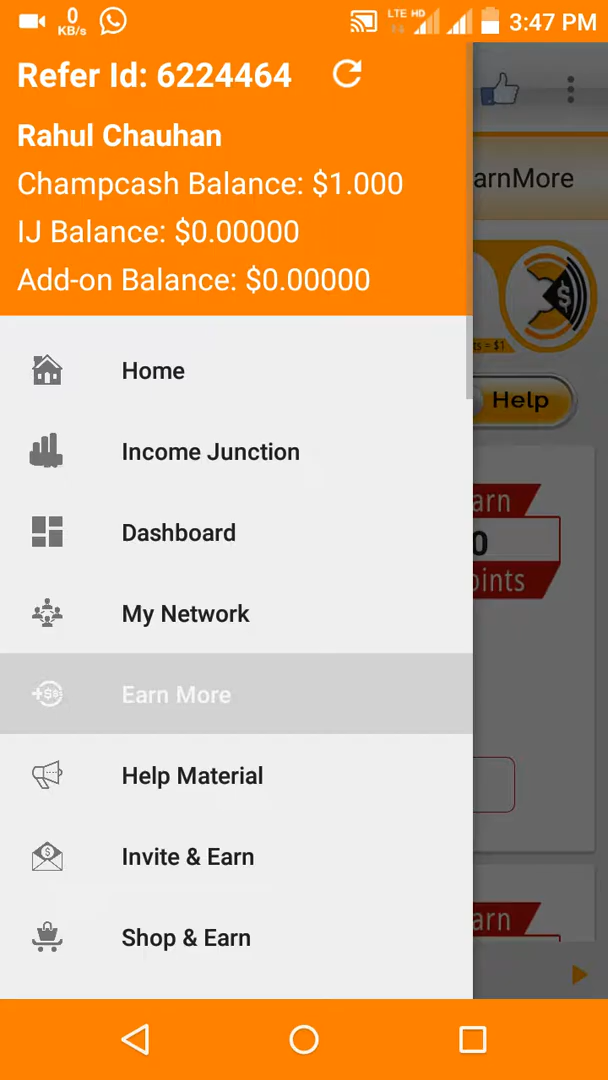 0
KB/s
LTE HD
3:47 PM
Refer Id: 6224464
Rahul Chauhan
Champcash Balance: $1.000
IJ Balance: $0.00000
Add-on Balance: $0.00000
arnMore
ts = $1
Help
Home
Income Junction
Dashboard
My Network
Earn More
Help Material
Invite & Earn
Shop & Earn
arn
0
oints
arn